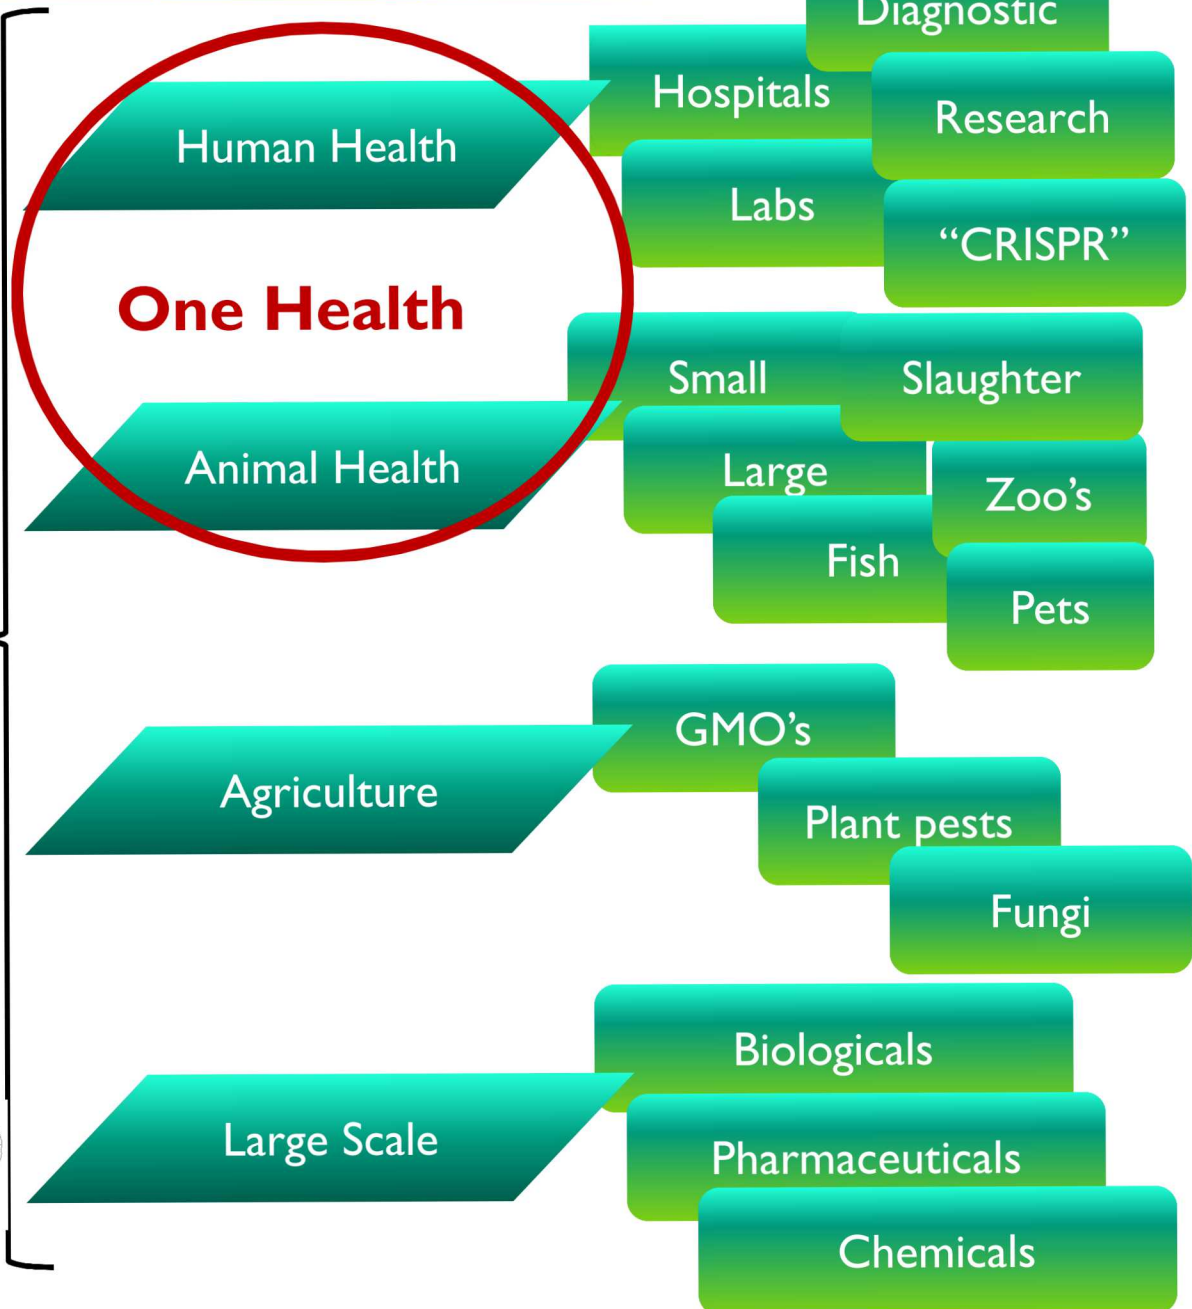 Diagnostic
Hospitals
Research
Human Health
Labs
“CRISPR”
One Health
Small
Slaughter
Animal Health
Large
Zoo’s
Fish
Pets
GMO’s
Agriculture
Plant pests
Fungi
Biologicals
Large Scale
Pharmaceuticals
Chemicals